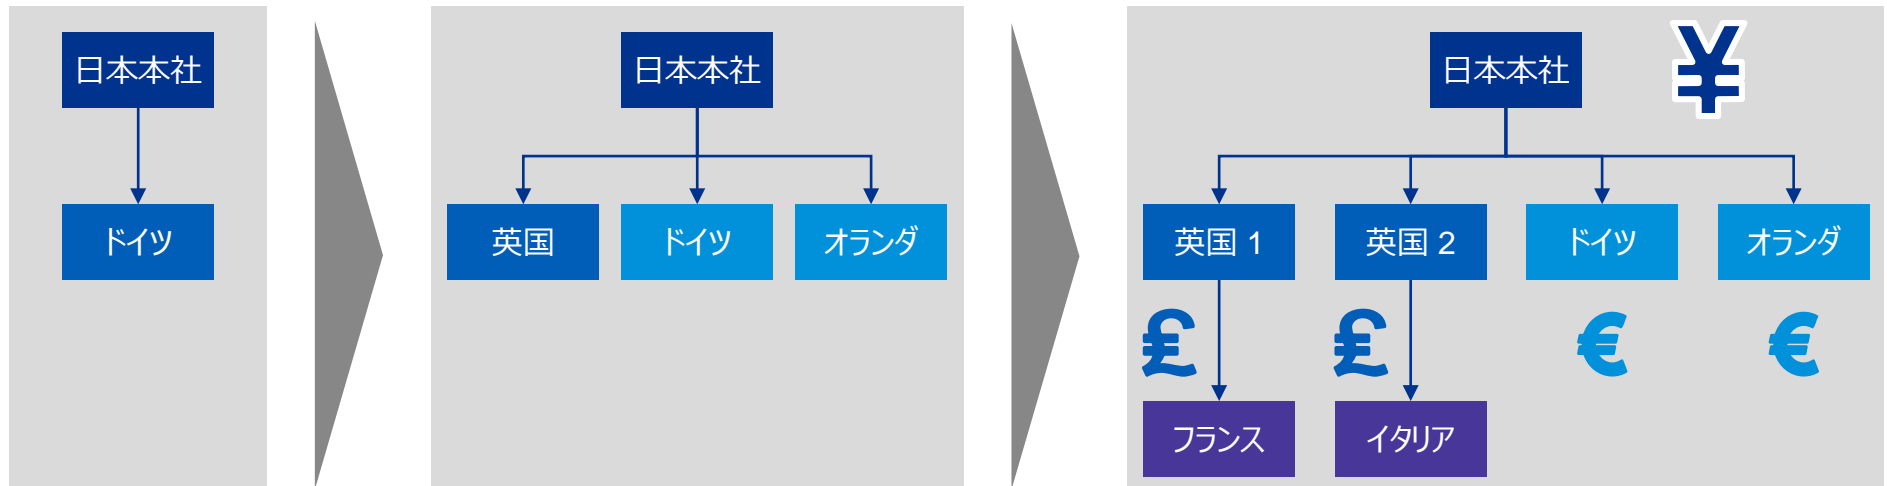 日本本社
ドイツ
日本本社
英国
ドイツ
オランダ
日本本社
¥
英国 1
英国 2
ドイツ
オランダ
£
£
€
€
フランス
イタリア